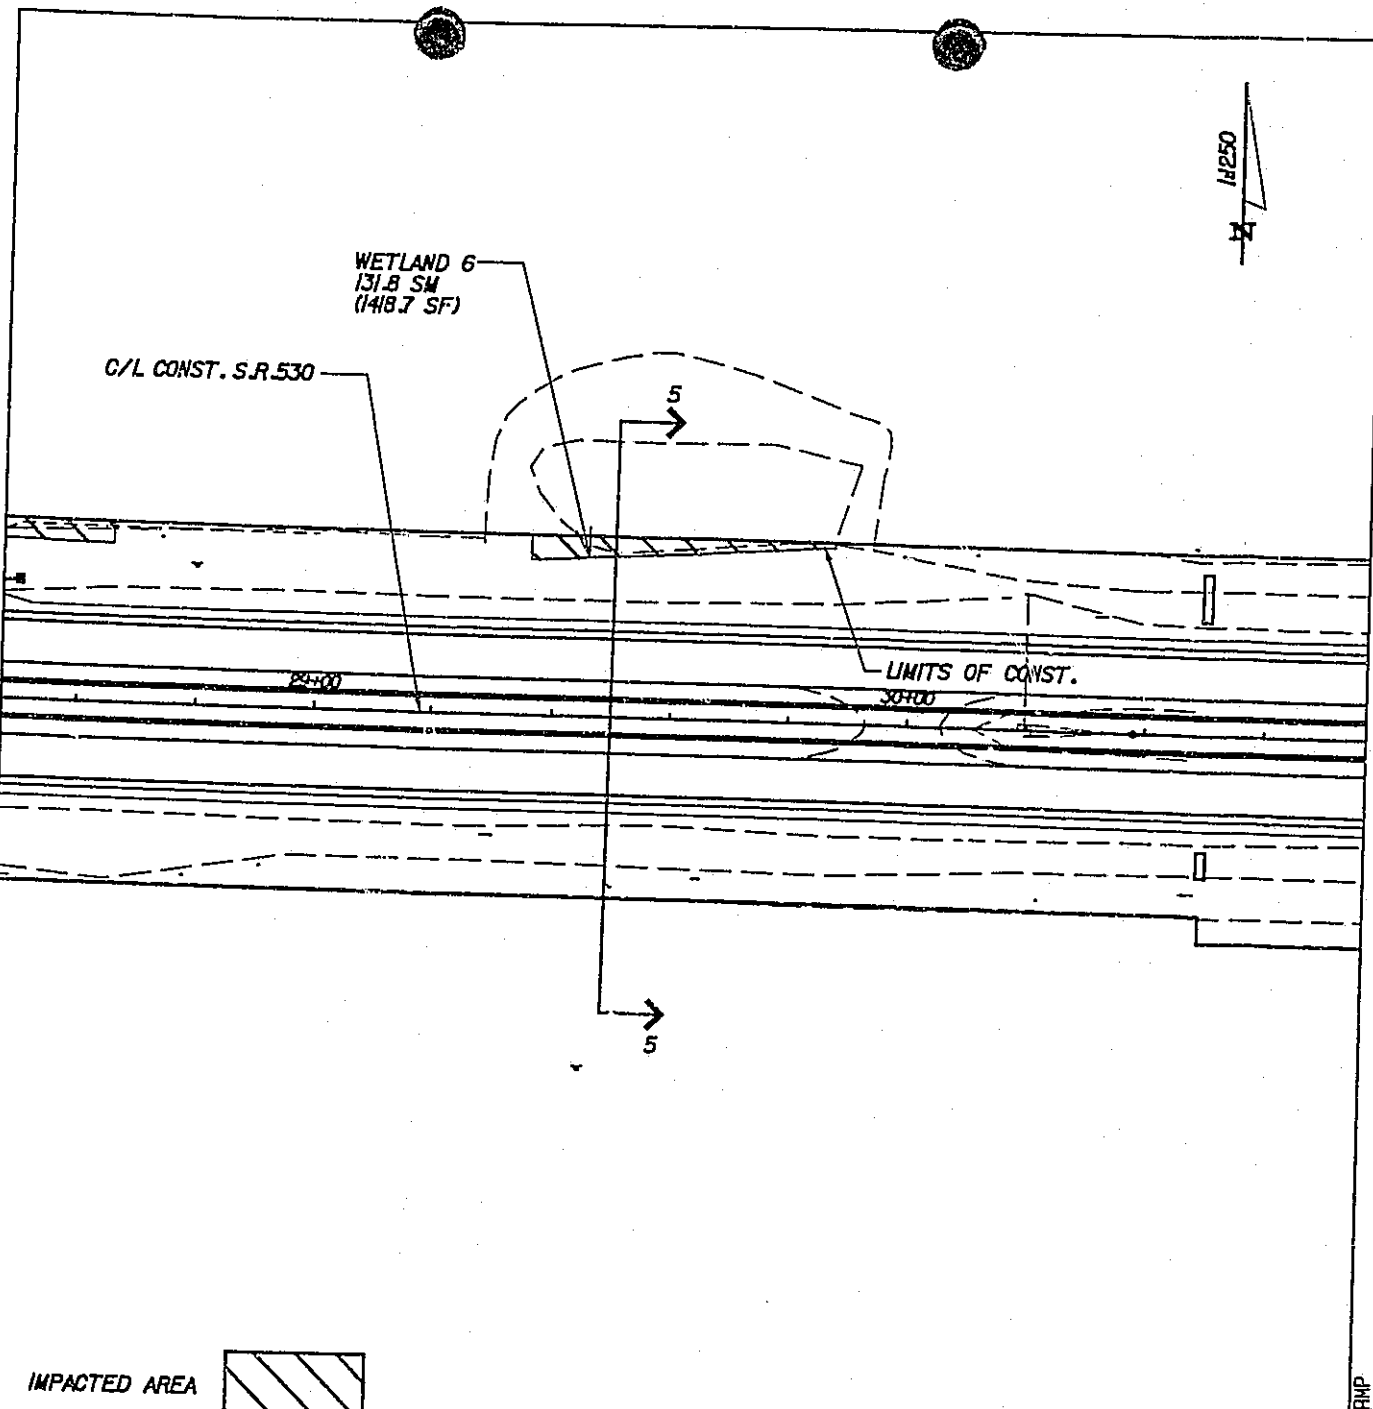 1:1250
N
WETLAND 6
131.8 SM
(1418.7 SF)
C/L CONST. S.R.530
5
LIMITS OF CONST.
29+00
30+00
5
IMPACTED AREA